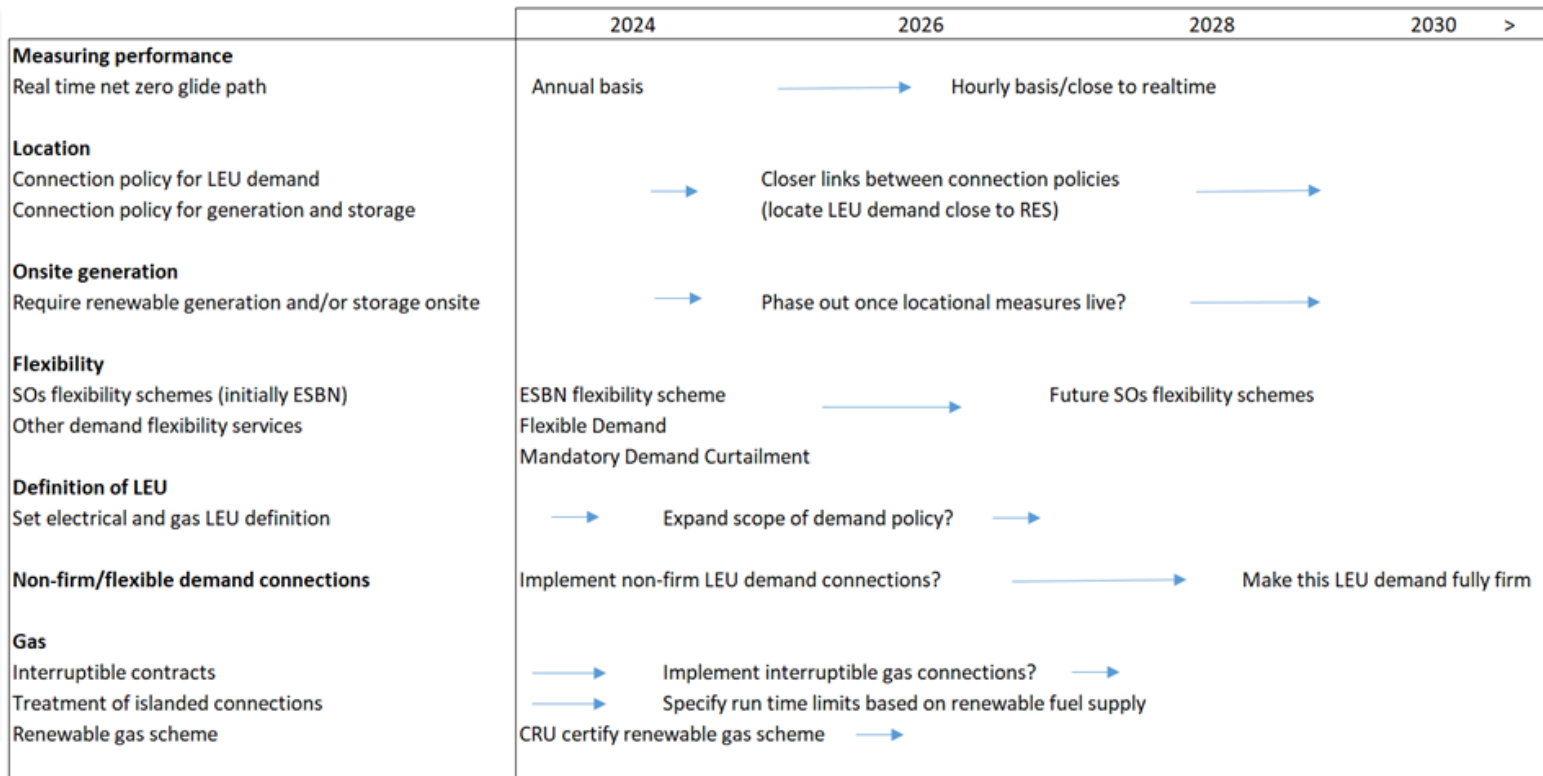 2024 2026 2028 2030 >
Measuring performance
Real time net zero glide path Annual basis Hourly basis/close to realtime
Location
Connection policy for LEU demand Closer links between connection policies
Connection policy for generation and storage (locate LEU demand close to RES)
Onsite generation
Require renewable generation and/or storage onsite Phase out once locational measures live?
Flexibility
SOs flexibility schemes (initially ESBN) ESBN flexibility scheme Future SOs flexibility schemes
Other demand flexibility services Flexible Demand
Mandatory Demand Curtailment
Definition of LEU
Set electrical and gas LEU definition Expand scope of demand policy?
Non-firm/flexible demand connections Implement non-firm LEU demand connections? Make this LEU demand fully firm
Gas
Interruptible contracts Implement interruptible gas connections?
Treatment of islanded connections Specify run time limits based on renewable fuel supply
Renewable gas scheme CRU certify renewable gas scheme